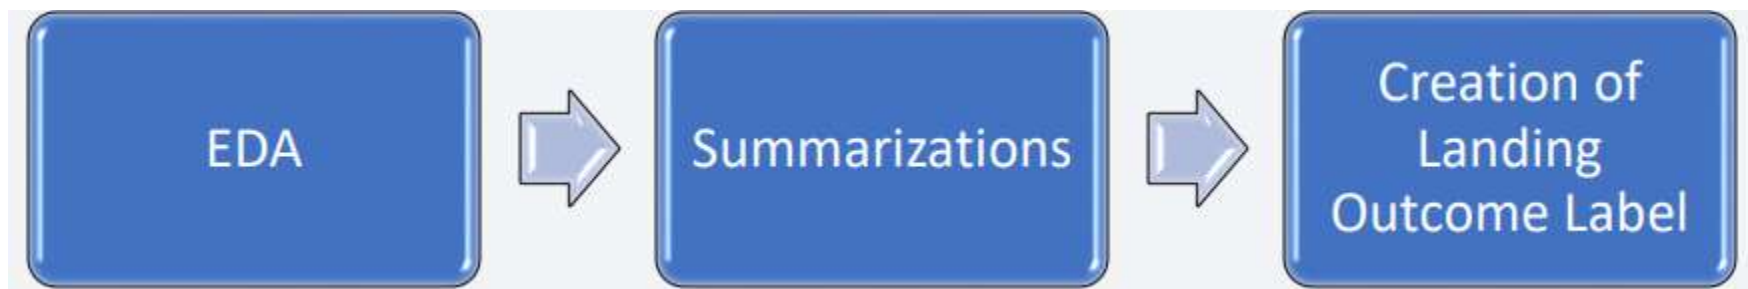 EDA
Summarizations
Creation of
Landing
Outcome Label